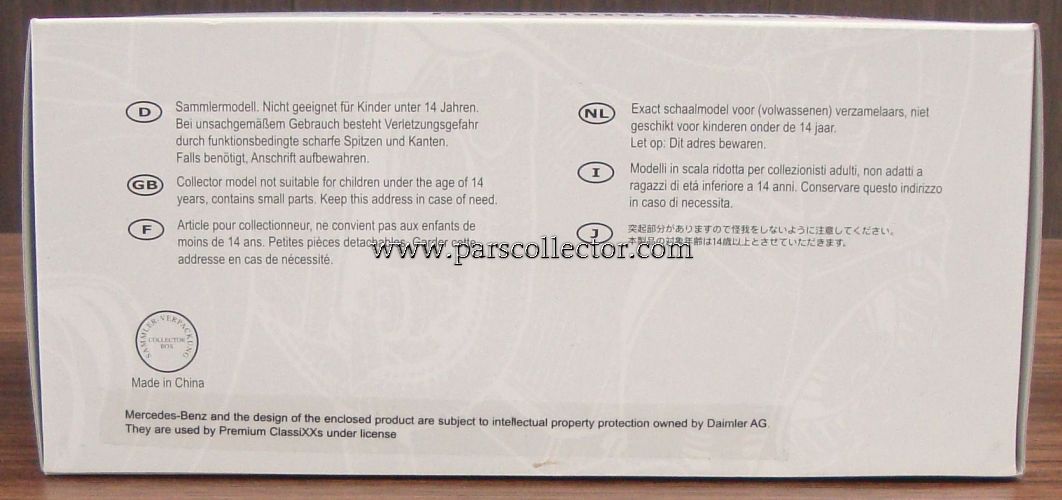 D
Sammlermodell. Nicht geeignet für Kinder unter 14 Jahren.
Bei unsachgemäßem Gebrauch besteht Verletzungsgefahr
durch funktionsbedingte scharfe Spitzen und Kanten.
Falls benötigt, Anschrift aufbewahren.
GB
Collector model not suitable for children under the age of 14
years, contains small parts. Keep this address in case of need.
F
Article pour collectionneur, ne convient pas aux enfants de
moins de 14 ans. Petites pièces detachables. Garder cette
addresse en cas de nécessité.
NL
Exact schaalmodel voor (volwassenen) verzamelaars, niet
geschikt voor kinderen onder de 14 jaar.
Let op: Dit adres bewaren.
I
Modelli in scala ridotta per collezionisti adulti, non adatti a
ragazzi di etá inferiore a 14 anni. Conservare questo indirizzo
in caso di necessita.
J
突起部分がありますので怪我をしないように注意してください。
本製品の対象年齢は14歳以上とさせていただきます。
www.parscollector.com
SAMMLER-VERPACKUNG
COLLECTOR
BOX
Made in China
Mercedes-Benz and the design of the enclosed product are subject to intellectual property protection owned by Daimler AG.
They are used by Premium ClassiXXs under license